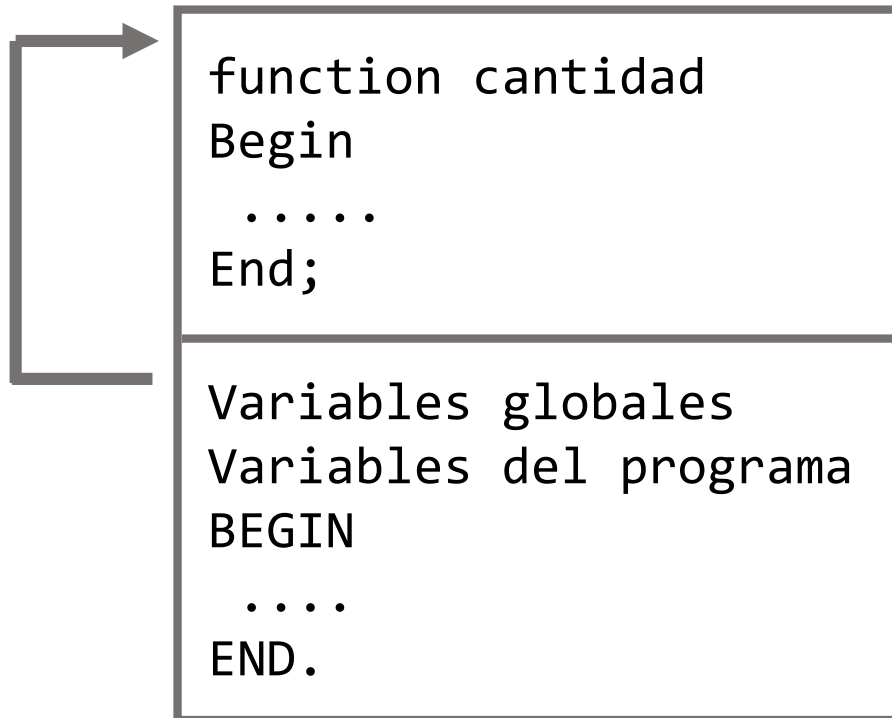 function cantidad
Begin
.....
End;
Variables globales
Variables del programa
BEGIN
....
END.